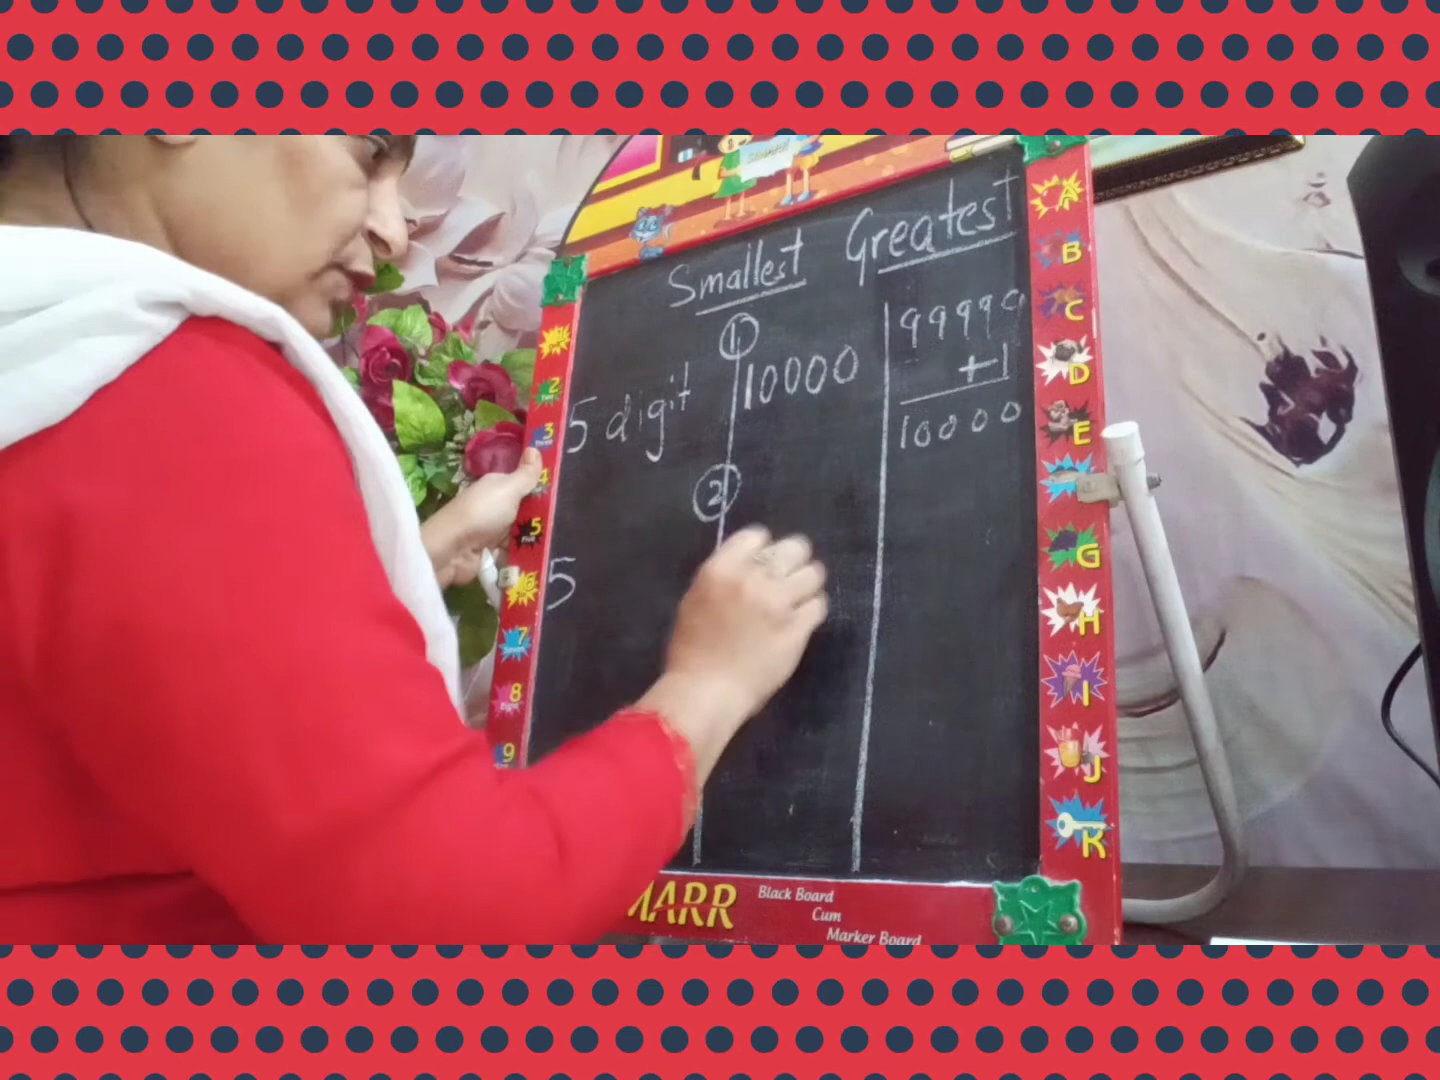 Smallest Greatest
① 
5 digit 10000
99999
+1
10000
②
5
2
3
4
5
7
8
9
A
B
C
D
E
G
H
I
J
K
MARR
Black Board
Cum
Marker Board